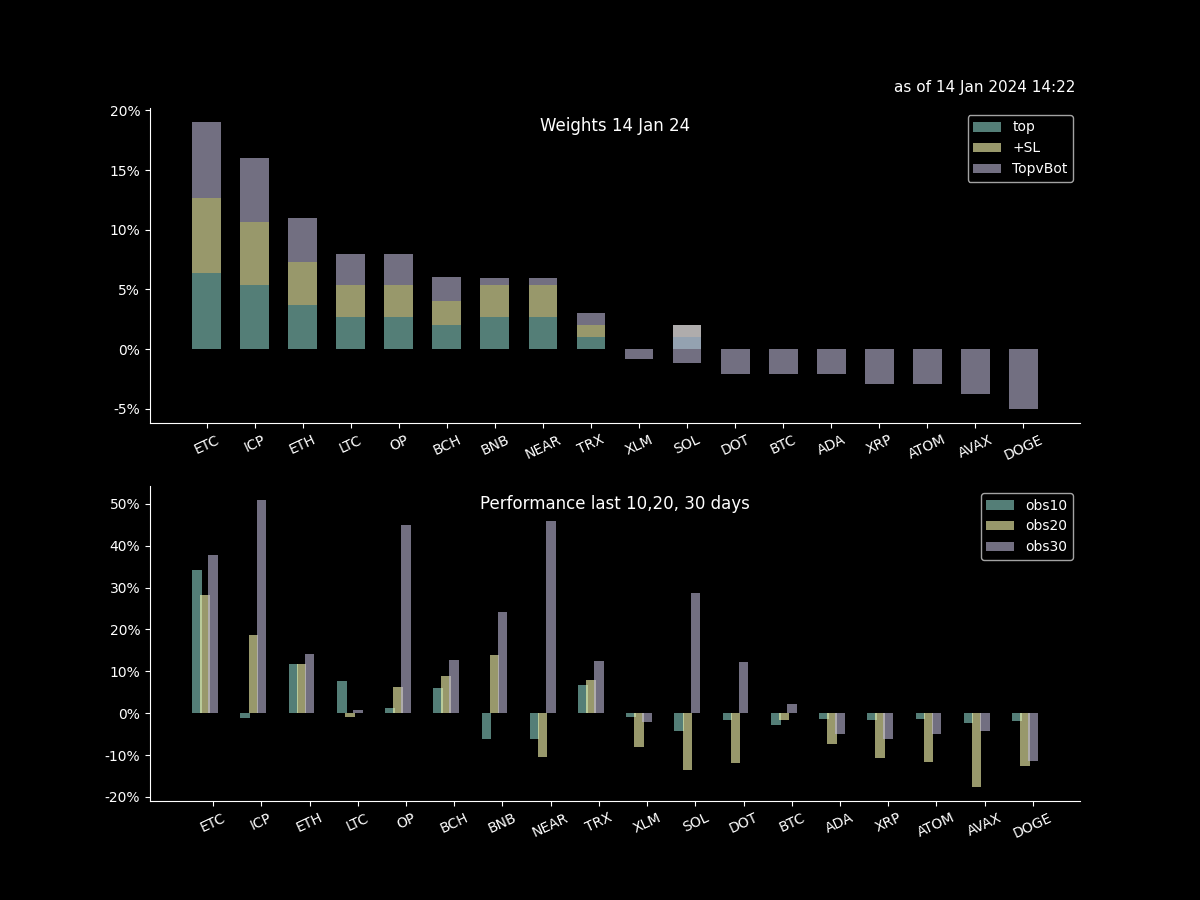 as of 14 Jan 2024 14:22
Weights 14 Jan 24
top
+SL
TopvBot
20%
15%
10%
5%
0%
-5%
ETC ICP ETH LTC OP BCH BNB NEAR TRX XLM SOL DOT BTC ADA XRP ATOM AVAX DOGE
Performance last 10,20, 30 days
obs10
obs20
obs30
50%
40%
30%
20%
10%
0%
-10%
-20%
ETC ICP ETH LTC OP BCH BNB NEAR TRX XLM SOL DOT BTC ADA XRP ATOM AVAX DOGE